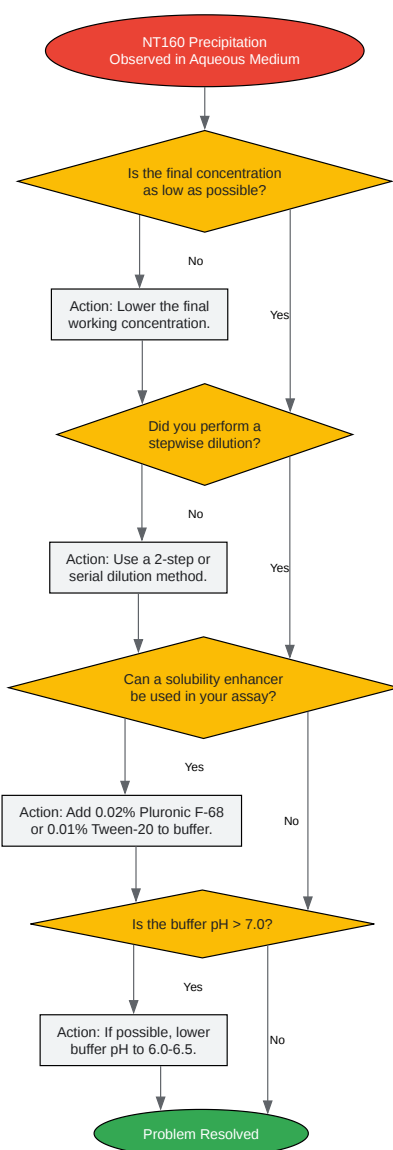 NT160 Precipitation
Observed in Aqueous Medium
Is the final concentration
as low as possible?
No
Action: Lower the final
working concentration.
Yes
Did you perform a
stepwise dilution?
No
Action: Use a 2-step or
serial dilution method.
Yes
Can a solubility enhancer
be used in your assay?
Yes
Action: Add 0.02% Pluronic F-68
or 0.01% Tween-20 to buffer.
No
Is the buffer pH > 7.0?
Yes
Action: If possible, lower
buffer pH to 6.0-6.5.
No
Problem Resolved